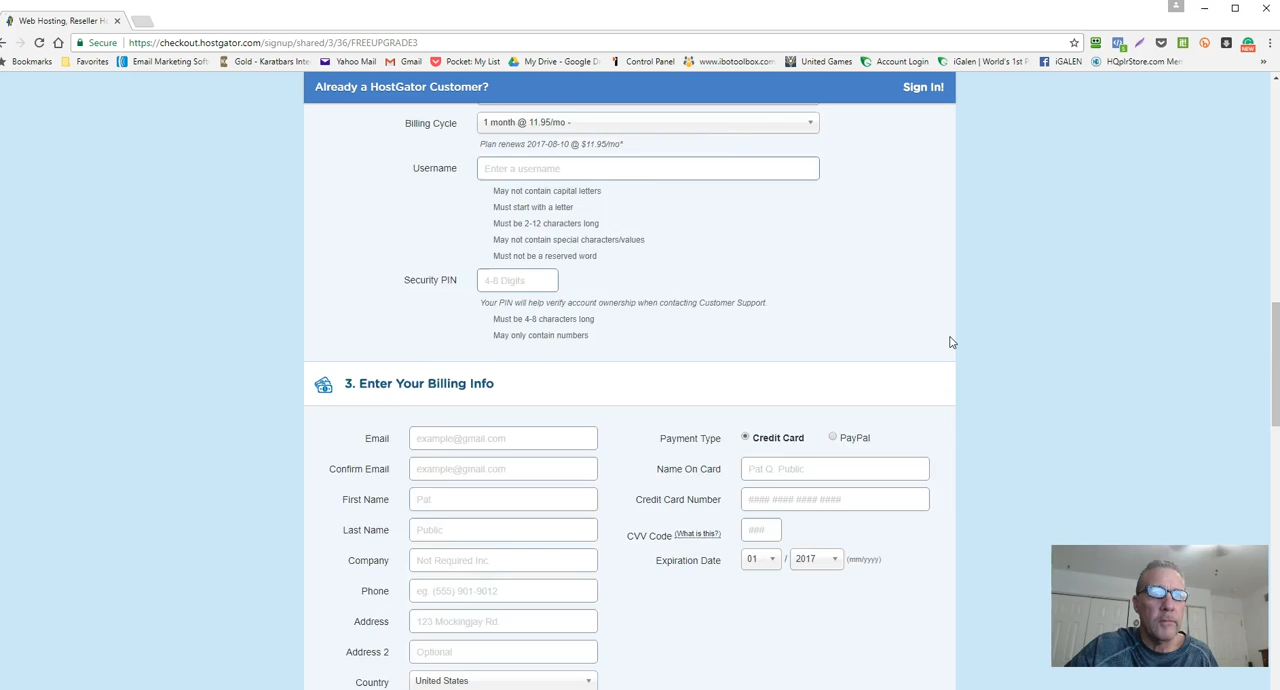 Web Hosting, Reseller H
Secure https://checkout.hostgator.com/signup/shared/3/36/FREEUPGRADE3
Bookmarks Favorites Email Marketing Soft Gold - Karatbars Inte Yahoo Mail Gmail Pocket: My List My Drive - Google D Control Panel www.ibotoolbox.com United Games Account Login iGalen | World's 1st P iGALEN HQplrStore.com Mem »
Already a HostGator Customer? Sign In!
Billing Cycle 1 month @ 11.95/mo -
Plan renews 2017-08-10 @ $11.95/mo*
Username Enter a username
May not contain capital letters
Must start with a letter
Must be 2-12 characters long
May not contain special characters/values
Must not be a reserved word
Security PIN 4-8 Digits
Your PIN will help verify account ownership when contacting Customer Support.
Must be 4-8 characters long
May only contain numbers
3. Enter Your Billing Info
Email example@gmail.com Payment Type Credit Card PayPal
Confirm Email example@gmail.com Name On Card Pat Q. Public
First Name Pat Credit Card Number #### #### #### ####
Last Name Public CVV Code (What is this?) ###
Company Not Required Inc. Expiration Date 01 / 2017 (mm/yyyy)
Phone eg. (555) 901-9012
Address 123 Mockingjay Rd.
Address 2 Optional
Country United States